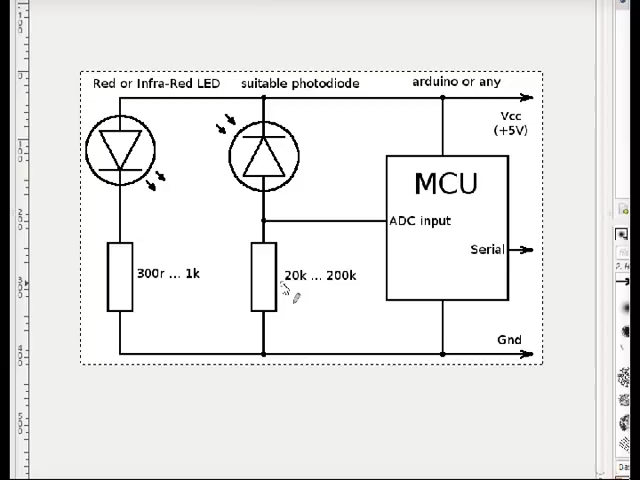 Red or Infra-Red LED
suitable photodiode
arduino or any
Vcc
(+5V)
MCU
ADC input
Serial
300r ... 1k
20k ... 200k
Gnd